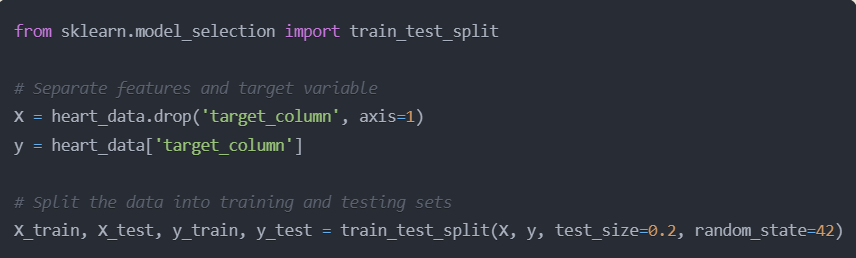 from sklearn.model_selection import train_test_split
# Separate features and target variable
X = heart_data.drop('target_column', axis=1)
y = heart_data['target_column']
# Split the data into training and testing sets
X_train, X_test, y_train, y_test = train_test_split(X, y, test_size=0.2, random_state=42)